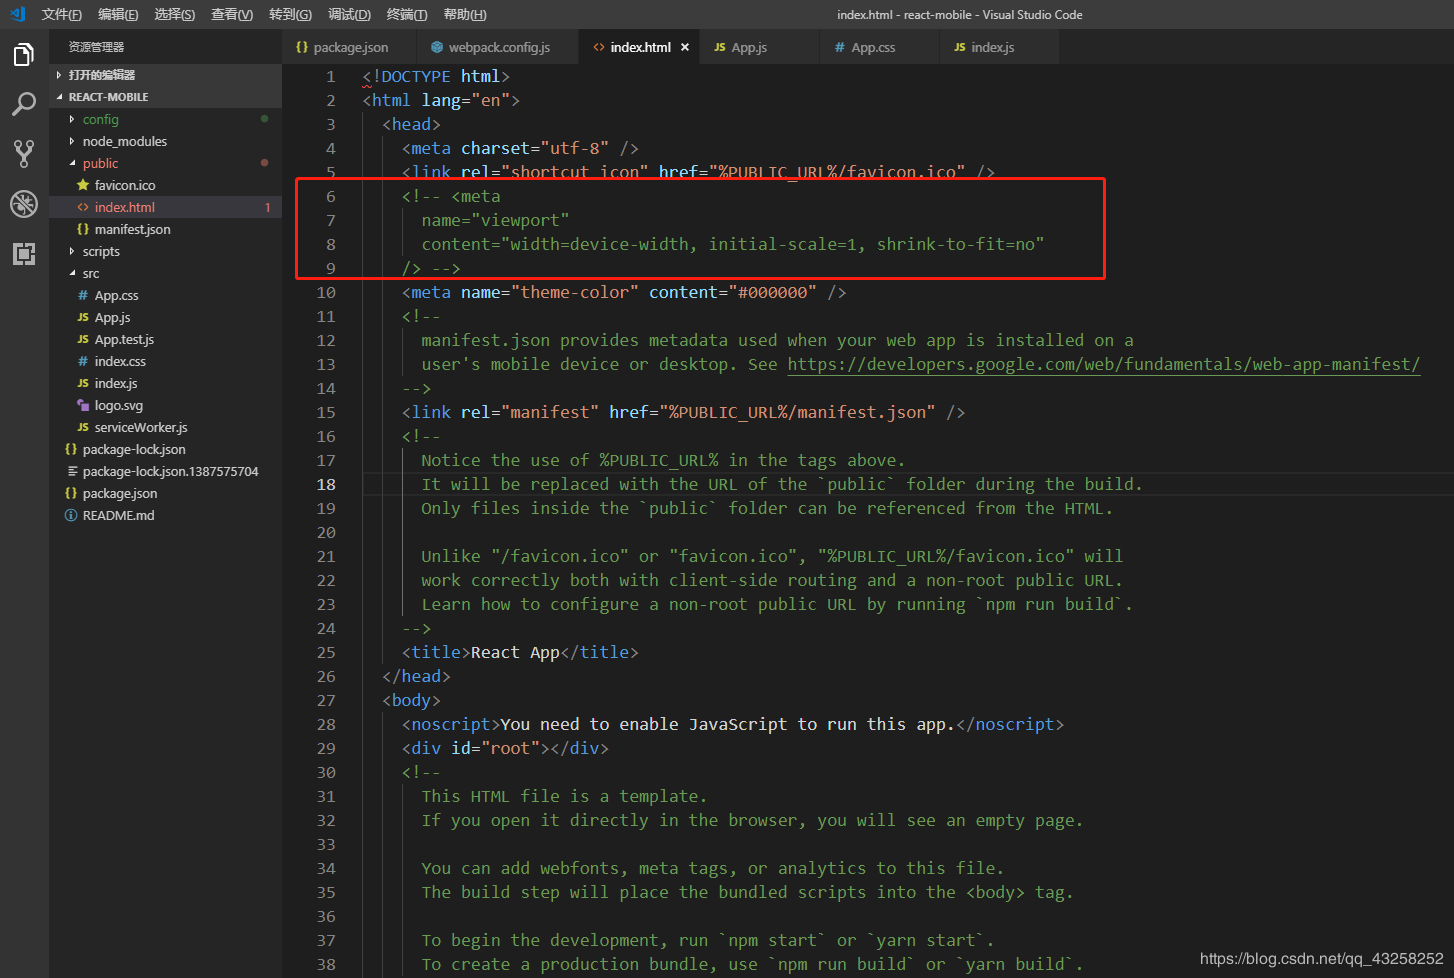 文件(F) 编辑(E) 选择(S) 查看(V) 转到(G) 调试(D) 终端(T) 帮助(H) index.html - react-mobile - Visual Studio Code
资源管理器
打开的编辑器
REACT-MOBILE
config
node_modules
public
favicon.ico
<> index.html 1
{} manifest.json
scripts
src
# App.css
JS App.js
JS App.test.js
# index.css
JS index.js
logo.svg
JS serviceWorker.js
{} package-lock.json
package-lock.json.1387575704
{} package.json
README.md
{} package.json webpack.config.js <> index.html × JS App.js # App.css JS index.js
1 <!DOCTYPE html>
2 <html lang="en">
3 <head>
4 <meta charset="utf-8" />
5 <link rel="shortcut icon" href="%PUBLIC_URL%/favicon.ico" />
6 <!-- <meta
7 name="viewport"
8 content="width=device-width, initial-scale=1, shrink-to-fit=no"
9 /> -->
10 <meta name="theme-color" content="#000000" />
11 <!--
12 manifest.json provides metadata used when your web app is installed on a
13 user's mobile device or desktop. See https://developers.google.com/web/fundamentals/web-app-manifest/
14 -->
15 <link rel="manifest" href="%PUBLIC_URL%/manifest.json" />
16 <!--
17 Notice the use of %PUBLIC_URL% in the tags above.
18 It will be replaced with the URL of the `public` folder during the build.
19 Only files inside the `public` folder can be referenced from the HTML.
20
21 Unlike "/favicon.ico" or "favicon.ico", "%PUBLIC_URL%/favicon.ico" will
22 work correctly both with client-side routing and a non-root public URL.
23 Learn how to configure a non-root public URL by running `npm run build`.
24 -->
25 <title>React App</title>
26 </head>
27 <body>
28 <noscript>You need to enable JavaScript to run this app.</noscript>
29 <div id="root"></div>
30 <!--
31 This HTML file is a template.
32 If you open it directly in the browser, you will see an empty page.
33
34 You can add webfonts, meta tags, or analytics to this file.
35 The build step will place the bundled scripts into the <body> tag.
36
37 To begin the development, run `npm start` or `yarn start`.
38 To create a production bundle, use `npm run build` or `yarn build`.
https://blog.csdn.net/qq_43258252